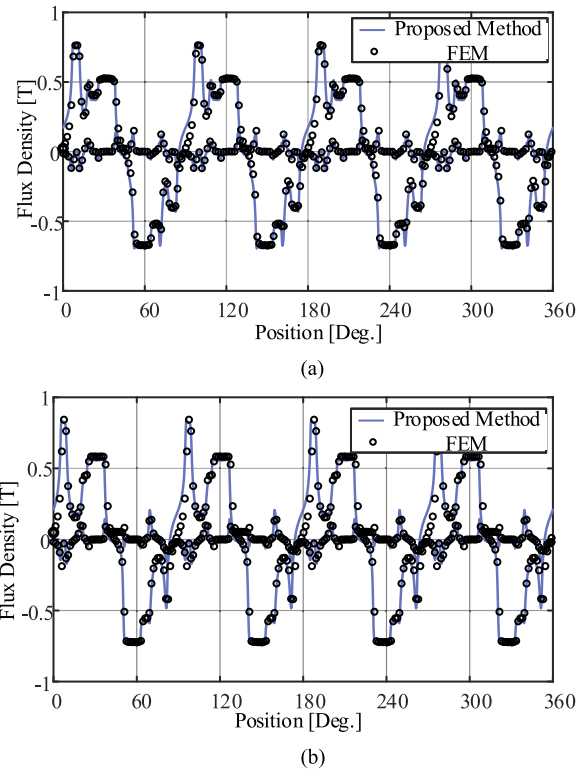 1
Proposed Method
FEM
0.5
0
-0.5
-1
Flux Density [T]
0 60 120 180 240 300 360
Position [Deg.]
(a)
1
Proposed Method
FEM
0.5
0
-0.5
-1
Flux Density [T]
0 60 120 180 240 300 360
Position [Deg.]
(b)